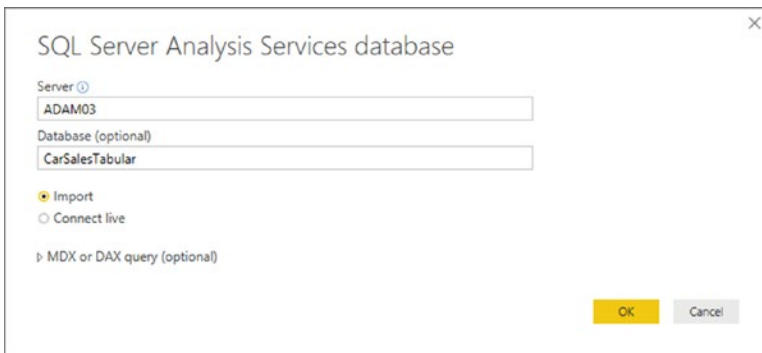 SQL Server Analysis Services database
Server
ADAM03
Database (optional)
CarSalesTabular
Import
Connect live
MDX or DAX query (optional)
OK Cancel